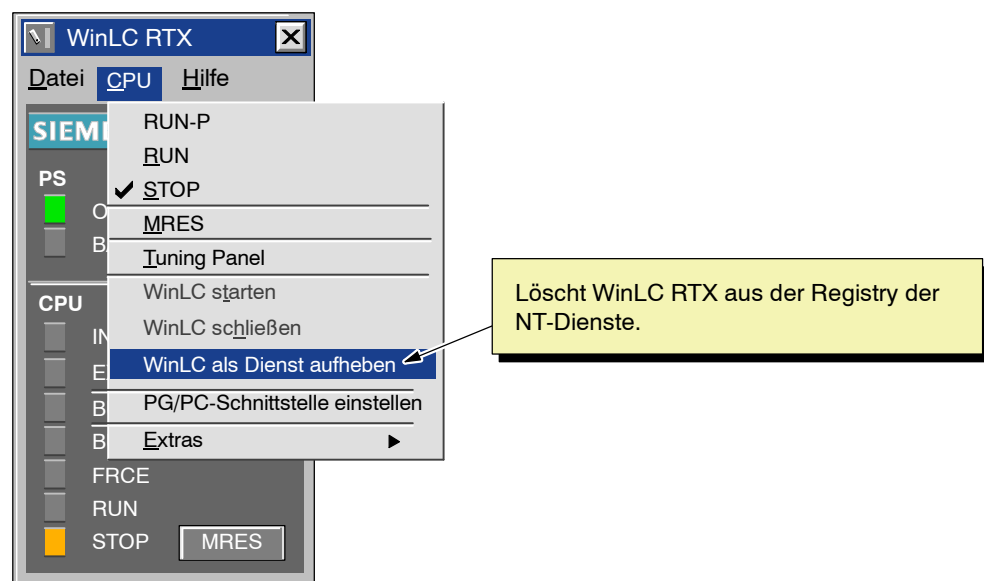 WinLC RTX
Datei CPU Hilfe
SIEM
RUN-P
RUN
STOP
MRES
Tuning Panel
WinLC starten
WinLC schließen
WinLC als Dienst aufheben
PG/PC-Schnittstelle einstellen
Extras
PS
O
B
CPU
IN
E
B
B
FRCE
RUN
STOP MRES
Löscht WinLC RTX aus der Registry der
NT-Dienste.